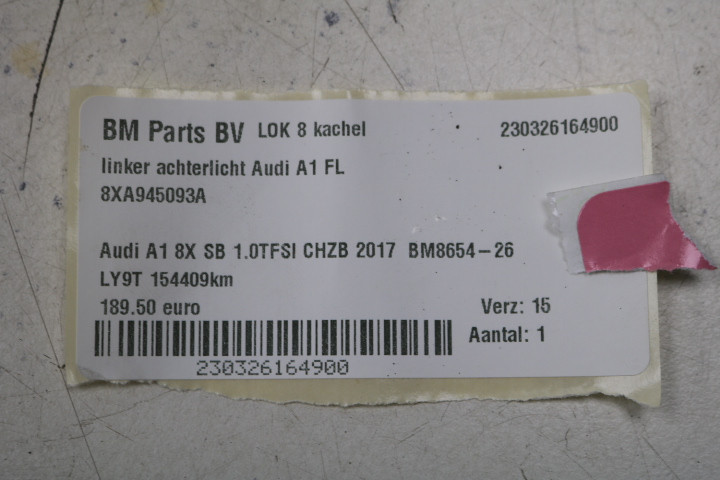 BM Parts BV LOK 8 kachel 230326164900
linker achterlicht Audi A1 FL
8XA945093A
Audi A1 8X SB 1.0TFSI CHZB 2017 BM8654-26
LY9T 154409km
189.50 euro Verz: 15
Aantal: 1
230326164900